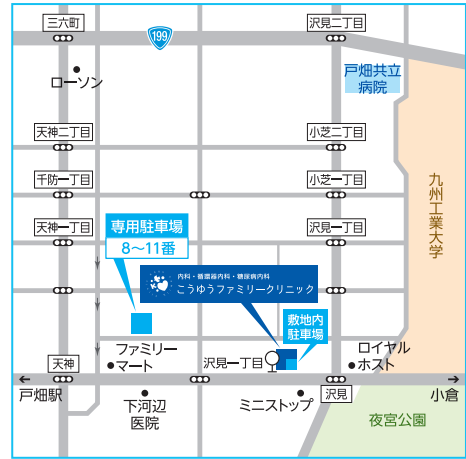 三六町
199
沢見二丁目
ローソン
戸畑共立
病院
天神二丁目
小芝二丁目
千防一丁目
小芝一丁目
九州工業大学
専用駐車場
8〜11番
天神一丁目
沢見一丁目
内科・循環器内科・糖尿病内科
こうゆうファミリークリニック
敷地内
駐車場
ファミリー
マート
沢見一丁目
ロイヤル
ホスト
天神
←
戸畑駅
下河辺
医院
ミニストップ
沢見
→
小倉
夜宮公園